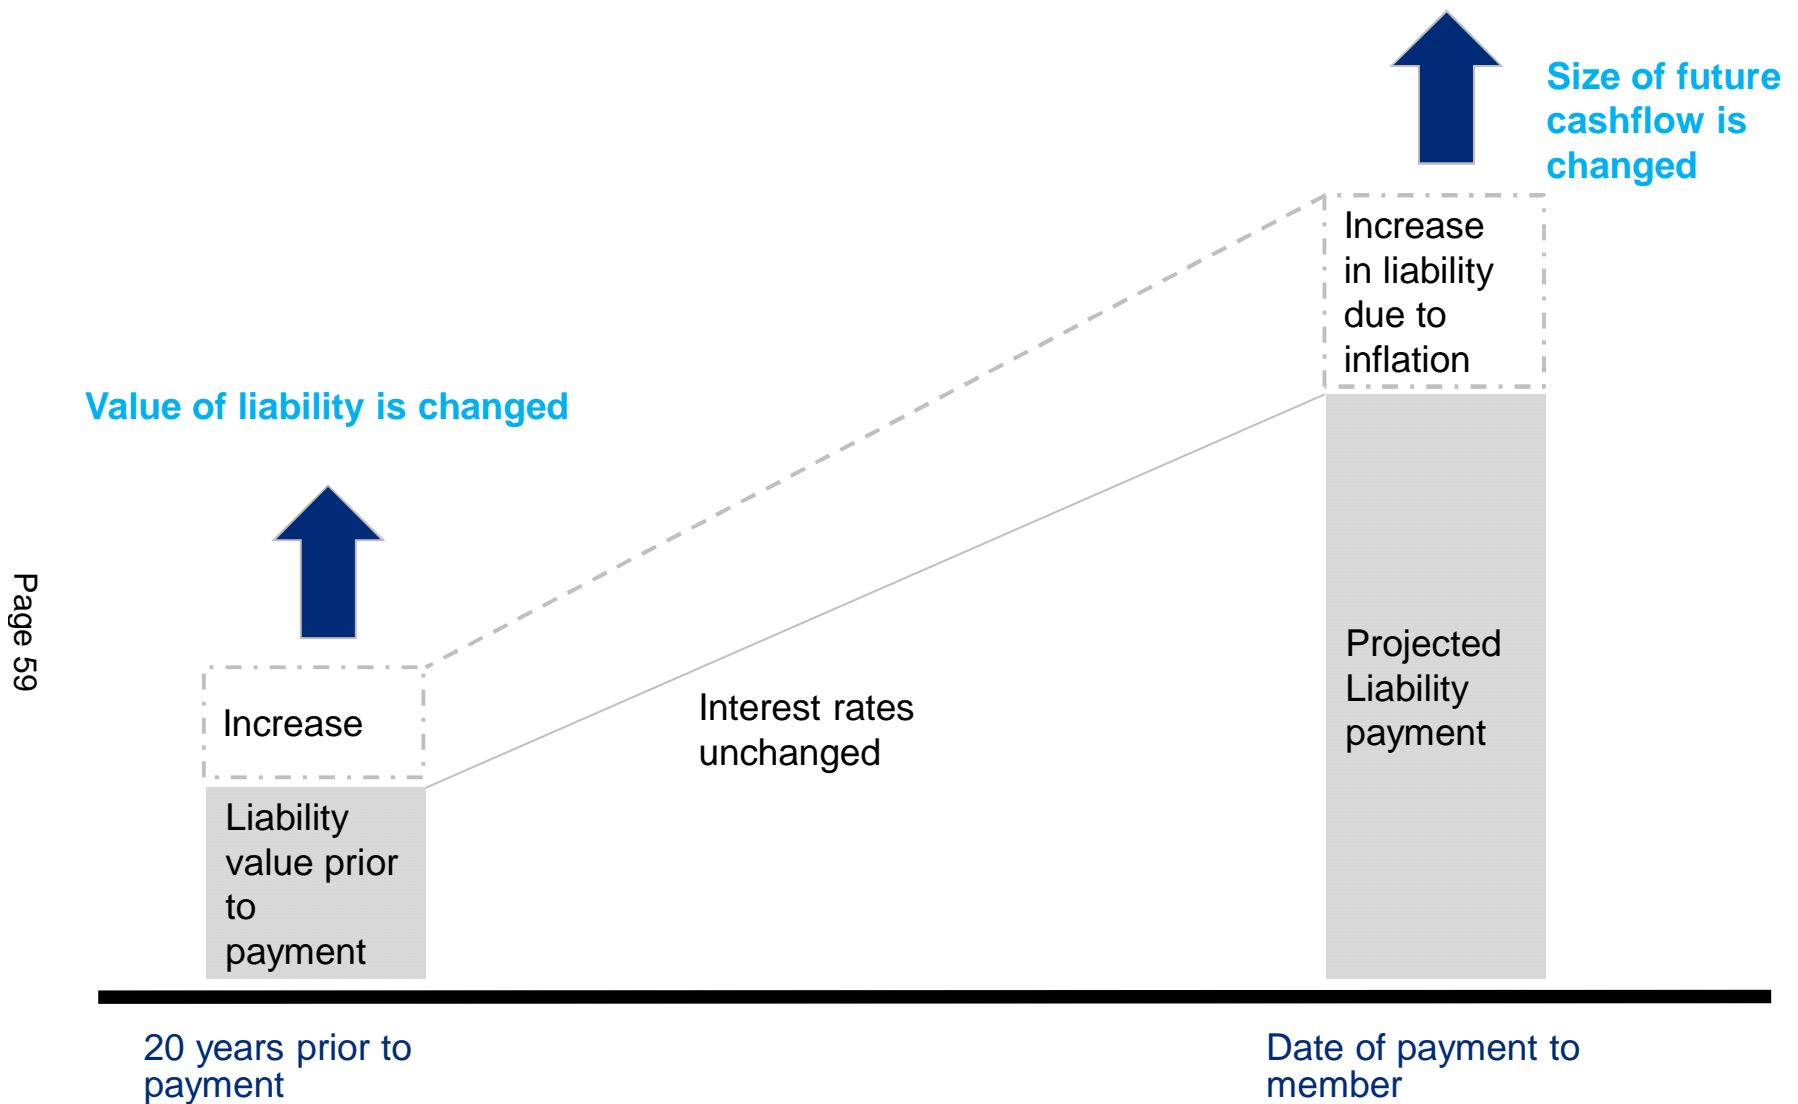 Size of future
cashflow is
changed
Increase
in liability
due to
inflation
Value of liability is changed
Page 59
Increase
Interest rates
unchanged
Projected
Liability
payment
Liability
value prior
to
payment
20 years prior to
payment
Date of payment to
member